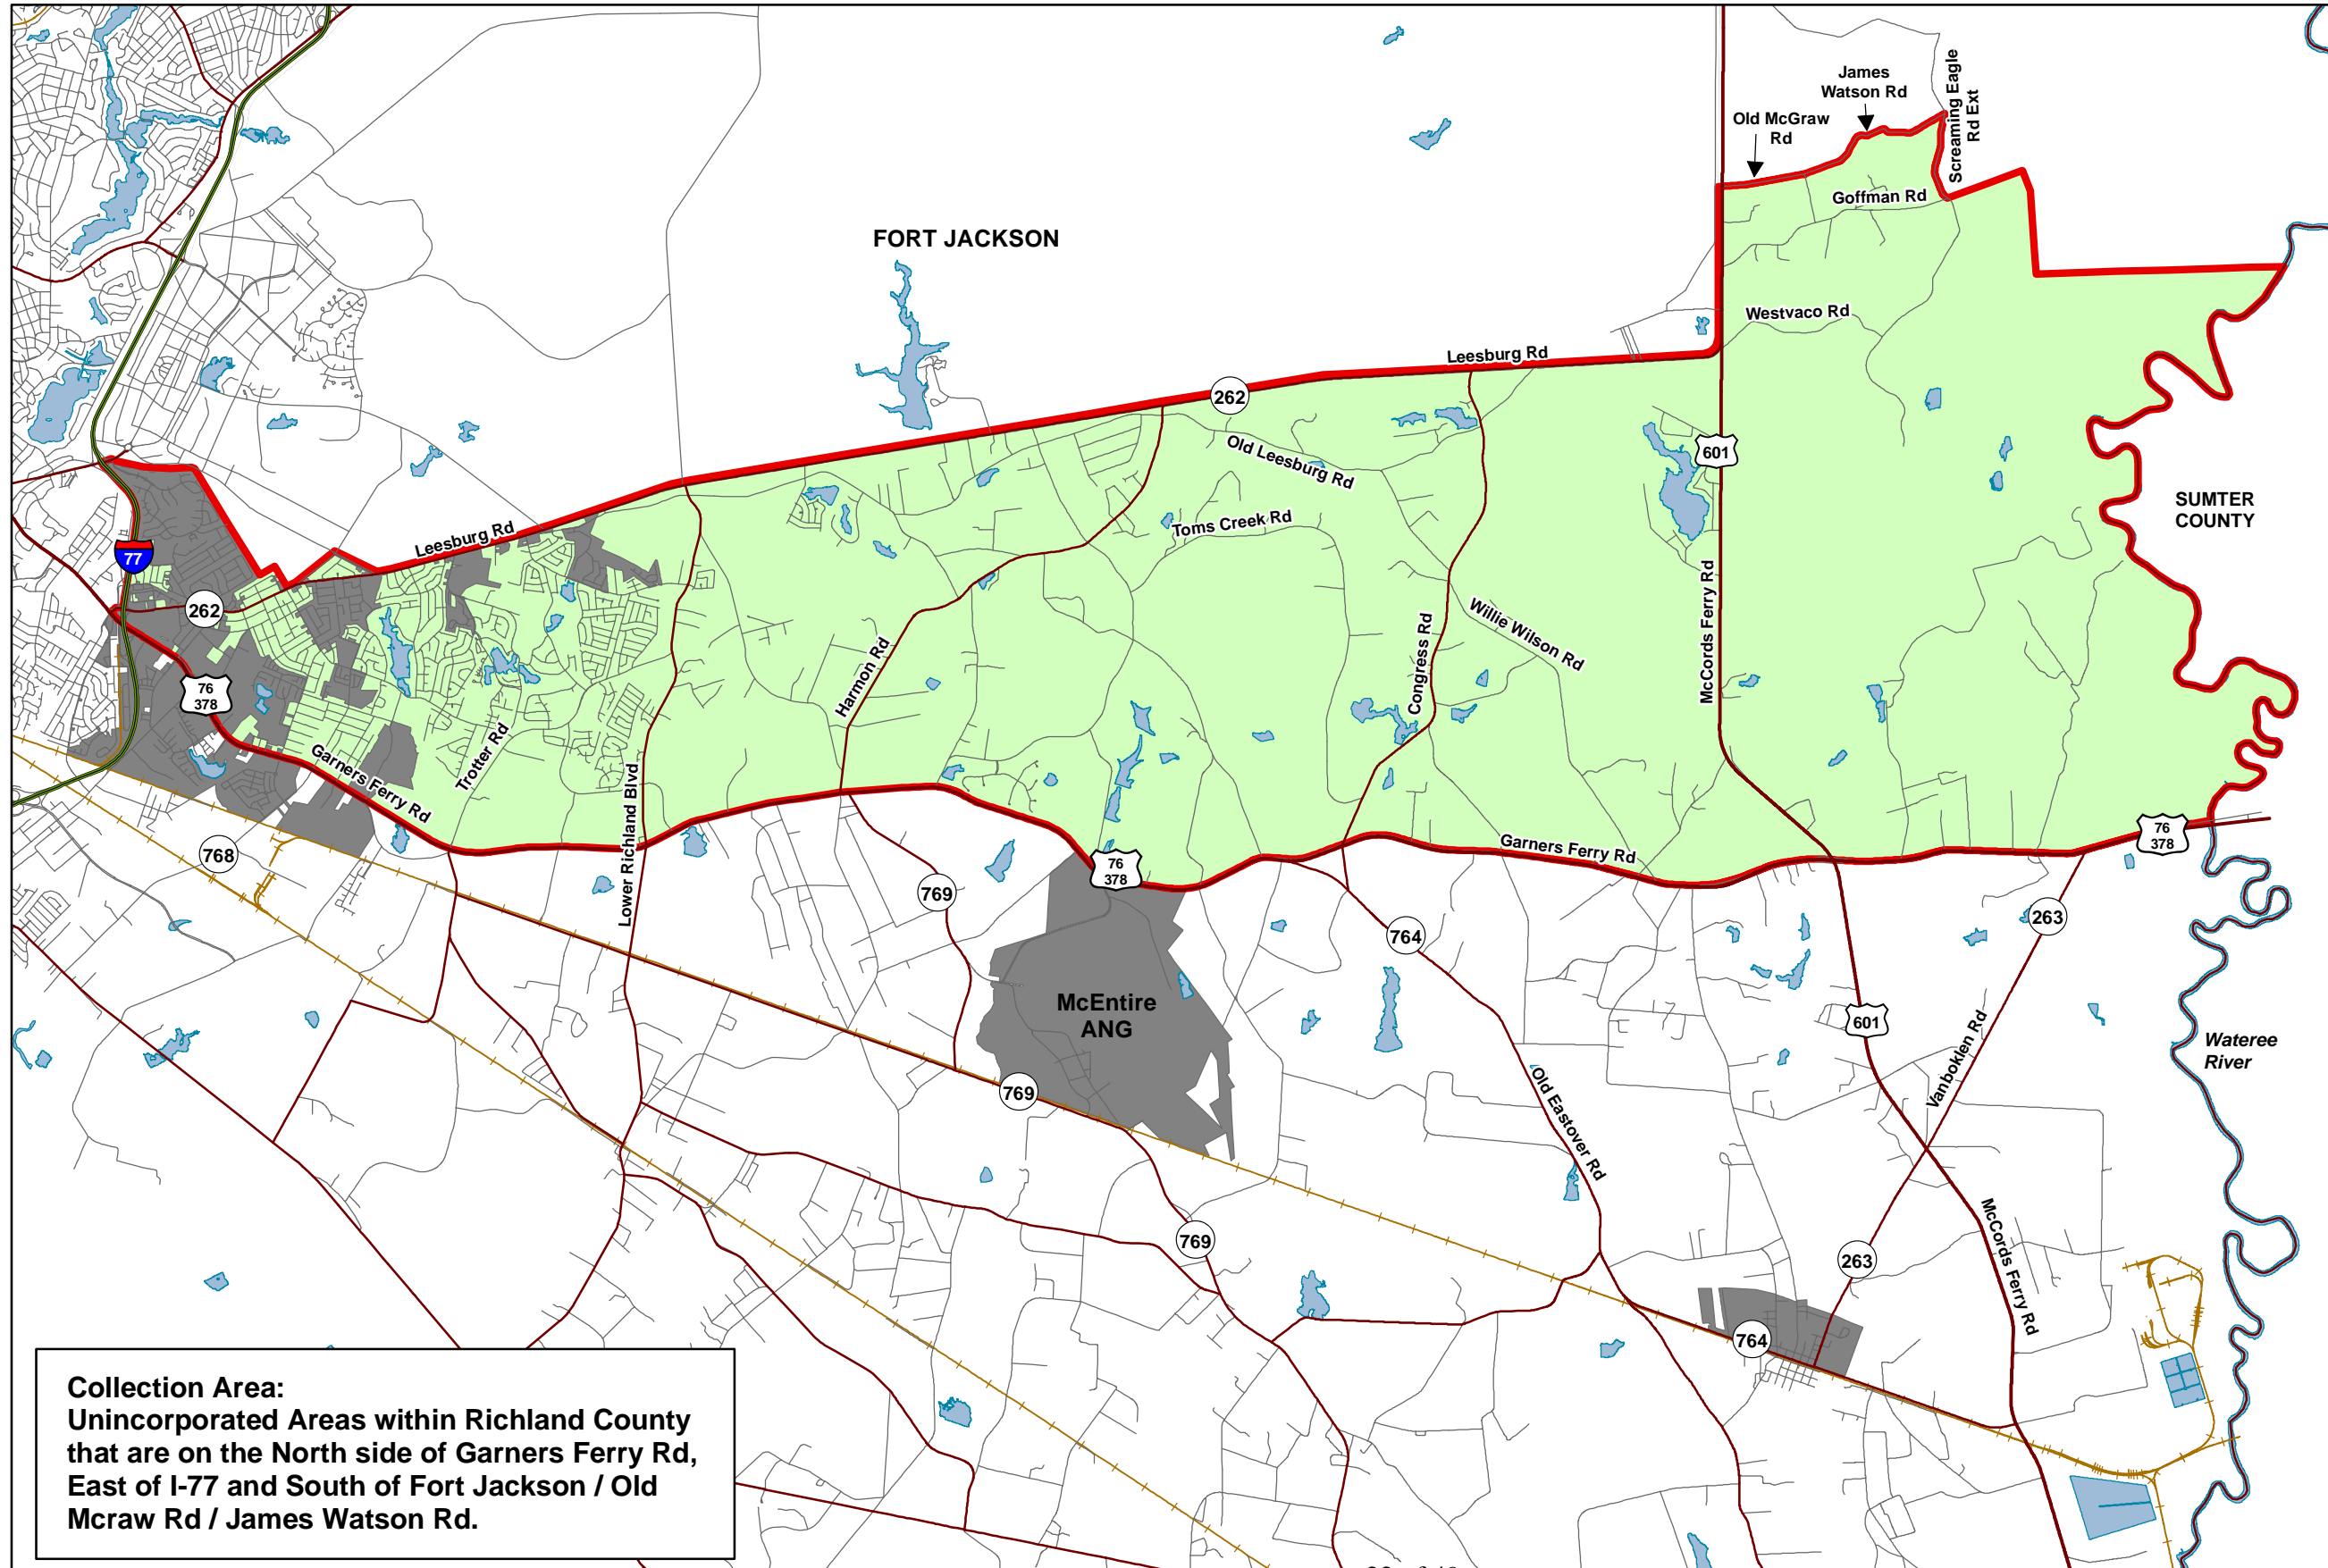 James
Watson Rd
Old McGraw
Rd
Screaming Eagle
Rd Ext
Goffman Rd
FORT JACKSON
Westvaco Rd
Leesburg Rd
262
Old Leesburg Rd
601
SUMTER
COUNTY
Toms Creek Rd
Leesburg Rd
77
262
Willie Wilson Rd
McCords Ferry Rd
Congress Rd
Harmon Rd
76
378
Trotter Rd
Garners Ferry Rd
Lower Richland Blvd
Garners Ferry Rd
76
378
768
76
378
769
764
263
McEntire
ANG
601
Vanboklen Rd
Wateree
River
769
Old Eastover Rd
769
263
McCords Ferry Rd
764
Collection Area:
Unincorporated Areas within Richland County
that are on the North side of Garners Ferry Rd,
East of I-77 and South of Fort Jackson / Old
Mcraw Rd / James Watson Rd.